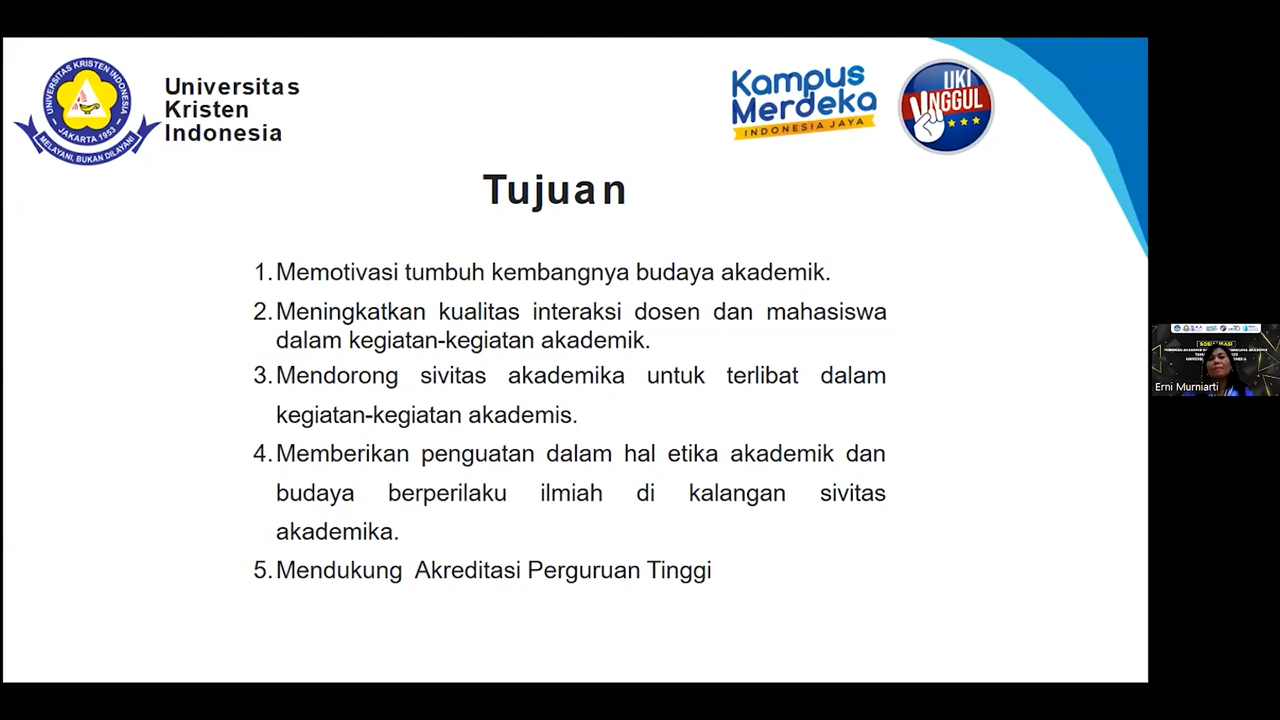 UNIVERSITAS KRISTEN INDONESIA
JAKARTA 1953
MELAYANI, BUKAN DILAYANI
Universitas
Kristen
Indonesia
Kampus
Merdeka
INDONESIA JAYA
UKI
UNGGUL
Tujuan
1. Memotivasi tumbuh kembangnya budaya akademik.
2. Meningkatkan kualitas interaksi dosen dan mahasiswa
dalam kegiatan-kegiatan akademik.
3. Mendorong sivitas akademika untuk terlibat dalam
kegiatan-kegiatan akademis.
4. Memberikan penguatan dalam hal etika akademik dan
budaya berperilaku ilmiah di kalangan sivitas
akademika.
5. Mendukung Akreditasi Perguruan Tinggi
SOSIALISASI
Erni Murniarti